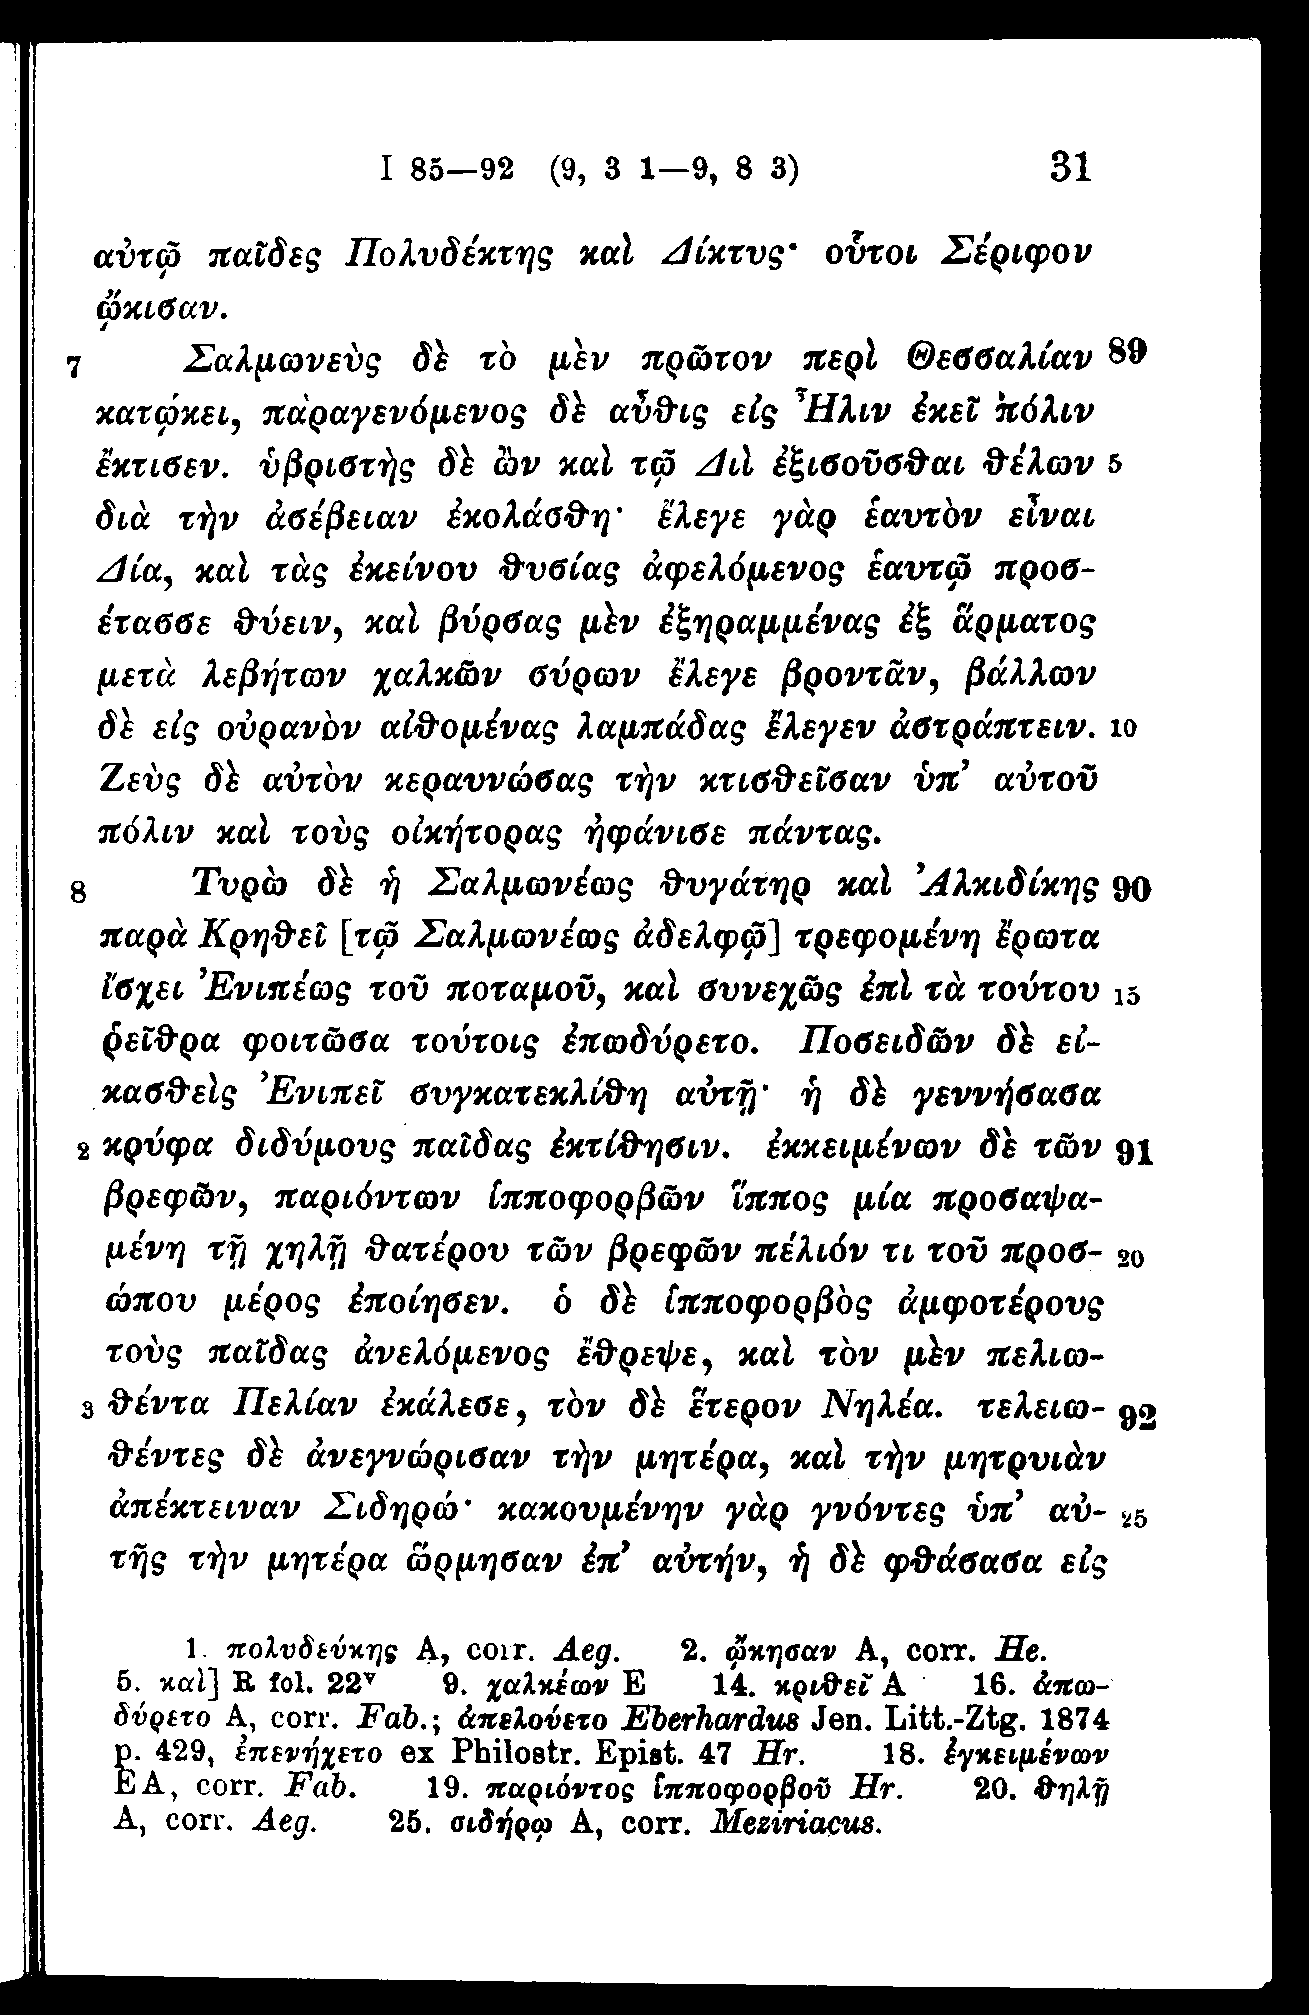 I 85—92 (9, 3 1—9, 8 3) 31
αὐτῷ παῖδες Πολυδέκτης καὶ Δίκτυς· οὗτοι Σέριφον
ᾤκισαν.
7 Σαλμωνεὺς δὲ τὸ μὲν πρῶτον περὶ Θεσσαλίαν 89
κατῴκει, παραγενόμενος δὲ αὖθις εἰς Ἦλιν ἐκεῖ πόλιν
ἔκτισεν. ὑβριστὴς δὲ ὢν καὶ τῷ Διὶ ἐξισοῦσθαι θέλων 5
διὰ τὴν ἀσέβειαν ἐκολάσθη· ἔλεγε γὰρ ἑαυτὸν εἶναι
Δία, καὶ τὰς ἐκείνου θυσίας ἀφελόμενος ἑαυτῷ προσ-
έτασσε θύειν, καὶ βύρσας μὲν ἐξηραμμένας ἐξ ἅρματος
μετὰ λεβήτων χαλκῶν σύρων ἔλεγε βροντᾶν, βάλλων
δὲ εἰς οὐρανὸν αἰθομένας λαμπάδας ἔλεγεν ἀστράπτειν. 10
Ζεὺς δὲ αὐτὸν κεραυνώσας τὴν κτισθεῖσαν ὑπ’ αὐτοῦ
πόλιν καὶ τοὺς οἰκήτορας ἠφάνισε πάντας.
8 Τυρὼ δὲ ἡ Σαλμωνέως θυγάτηρ καὶ Ἀλκιδίκης 90
παρὰ Κρηθεῖ [τῷ Σαλμωνέως ἀδελφῷ] τρεφομένη ἔρωτα
ἴσχει Ἐνιπέως τοῦ ποταμοῦ, καὶ συνεχῶς ἐπὶ τὰ τούτου 15
ῥεῖθρα φοιτῶσα τούτοις ἐπωδύρετο. Ποσειδῶν δὲ εἰ-
κασθεὶς Ἐνιπεῖ συγκατεκλίθη αὐτῇ· ἡ δὲ γεννήσασα
2 κρύφα διδύμους παῖδας ἐκτίθησιν. ἐκκειμένων δὲ τῶν 91
βρεφῶν, παριόντων ἱπποφορβῶν ἵππος μία προσαψα-
μένη τῇ χηλῇ θατέρου τῶν βρεφῶν πέλιόν τι τοῦ προσ- 20
ώπου μέρος ἐποίησεν. ὁ δὲ ἱπποφορβὸς ἀμφοτέρους
τοὺς παῖδας ἀνελόμενος ἔθρεψε, καὶ τὸν μὲν πελιω-
3 θέντα Πελίαν ἐκάλεσε, τὸν δὲ ἕτερον Νηλέα. τελειω- 92
θέντες δὲ ἀνεγνώρισαν τὴν μητέρα, καὶ τὴν μητρυιὰν
ἀπέκτειναν Σιδηρώ· κακουμένην γὰρ γνόντες ὑπ’ αὐ- 25
τῆς τὴν μητέρα ὥρμησαν ἐπ’ αὐτήν, ἡ δὲ φθάσασα εἰς
1. πολυδεύκης A, corr. Aeg. 2. ᾤκησαν A, corr. He.
5. καὶ] R fol. 22ᵛ 9. χαλκέων E 14. κριθεῖ A 16. ἀπω-
δύρετο A, corr. Fab.; ἀπελούετο Eberhardus Jen. Litt.-Ztg. 1874
p. 429, ἐπενήχετο ex Philostr. Epist. 47 Hr. 18. ἐγκειμένων
EA, corr. Fab. 19. παριόντος ἱπποφορβοῦ Hr. 20. θηλῇ
A, corr. Aeg. 25. σιδήρῳ A, corr. Meziriacus.